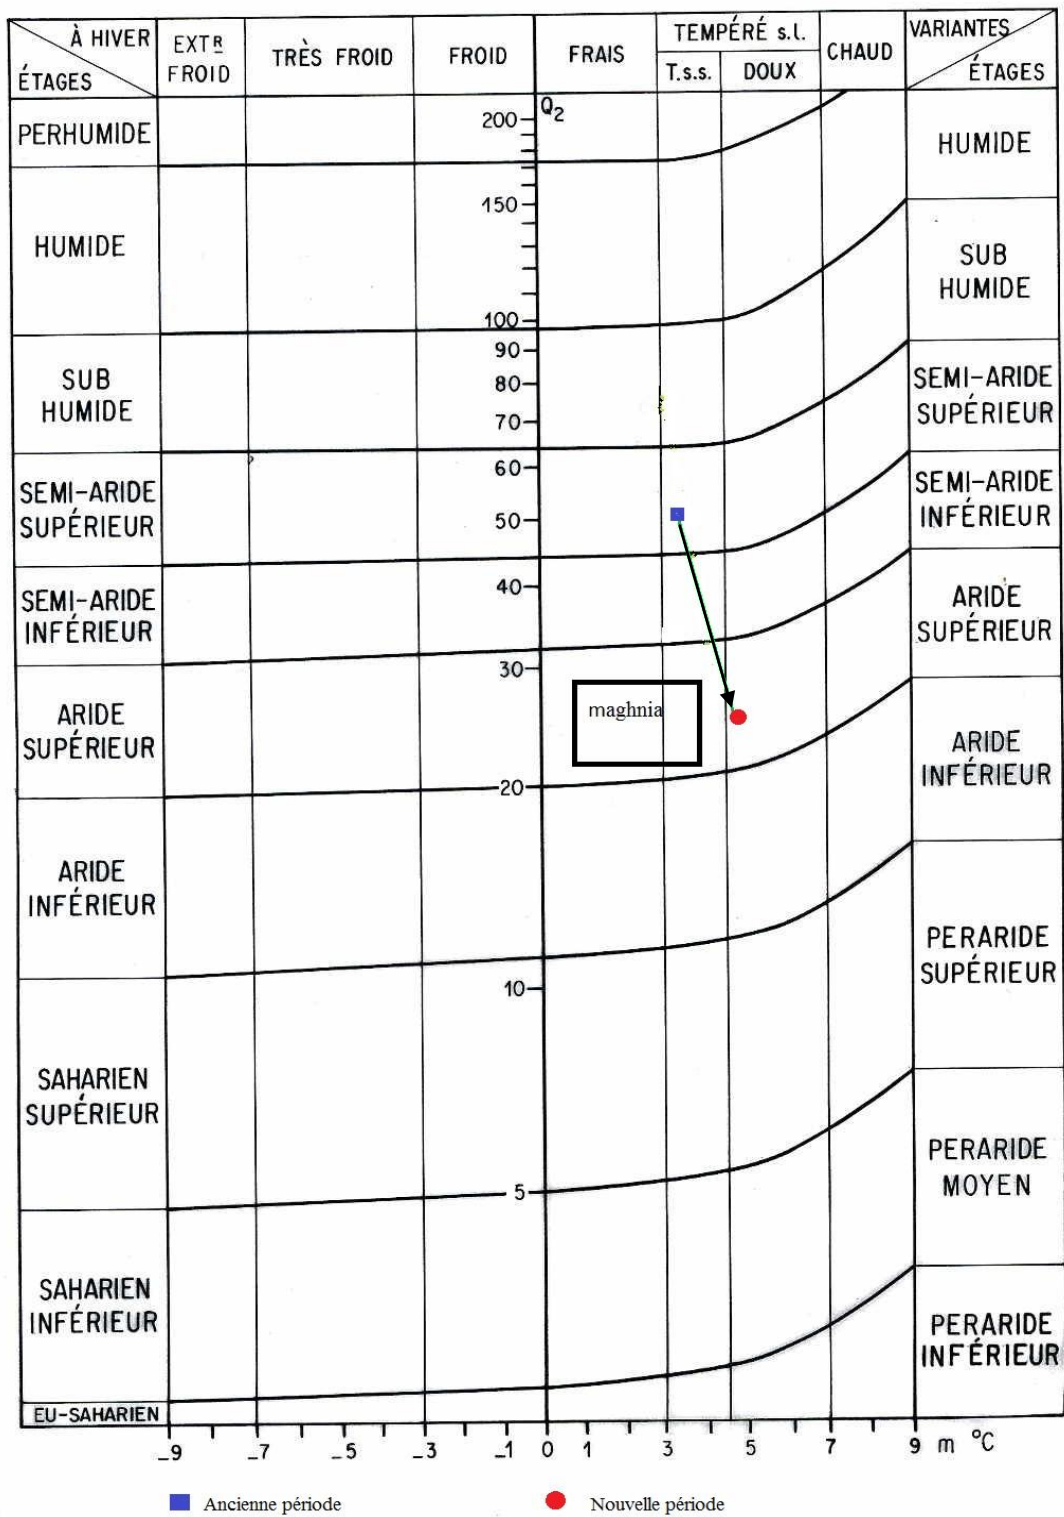 À HIVER
ÉTAGES
EXTR FROID
TRÈS FROID
FROID
FRAIS
TEMPÉRÉ s.l.
T.s.s.
DOUX
CHAUD
VARIANTES
ÉTAGES
PERHUMIDE
HUMIDE
SUB
HUMIDE
SEMI-ARIDE
SUPÉRIEUR
SEMI-ARIDE
INFÉRIEUR
ARIDE
SUPÉRIEUR
ARIDE
INFÉRIEUR
SAHARIEN
SUPÉRIEUR
SAHARIEN
INFÉRIEUR
EU-SAHARIEN
Q2
200
150
100
90
80
70
60
50
40
30
20
10
5
maghnia
HUMIDE
SUB
HUMIDE
SEMI-ARIDE
SUPÉRIEUR
SEMI-ARIDE
INFÉRIEUR
ARIDE
SUPÉRIEUR
ARIDE
INFÉRIEUR
PERARIDE
SUPÉRIEUR
PERARIDE
MOYEN
PERARIDE
INFÉRIEUR
-9 -7 -5 -3 -1 0 1 3 5 7 9 m °C
Ancienne période
Nouvelle période